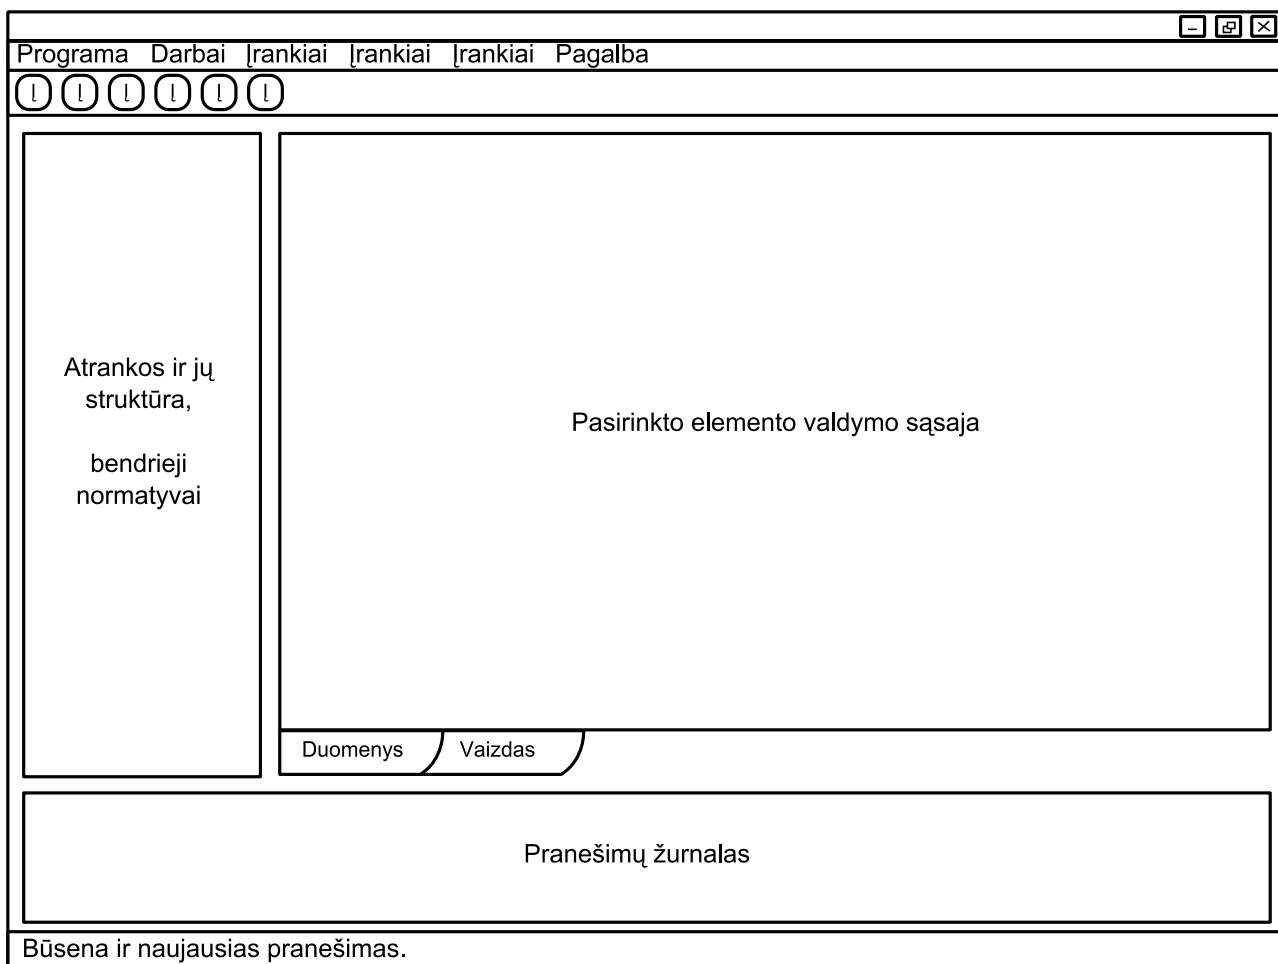 Programa Darbai Įrankiai Įrankiai Įrankiai Pagalba
Į Į Į Į Į Į
Atrankos ir jų
struktūra,
bendrieji
normatyvai
Pasirinkto elemento valdymo sąsaja
Duomenys Vaizdas
Pranešimų žurnalas
Būsena ir naujausias pranešimas.